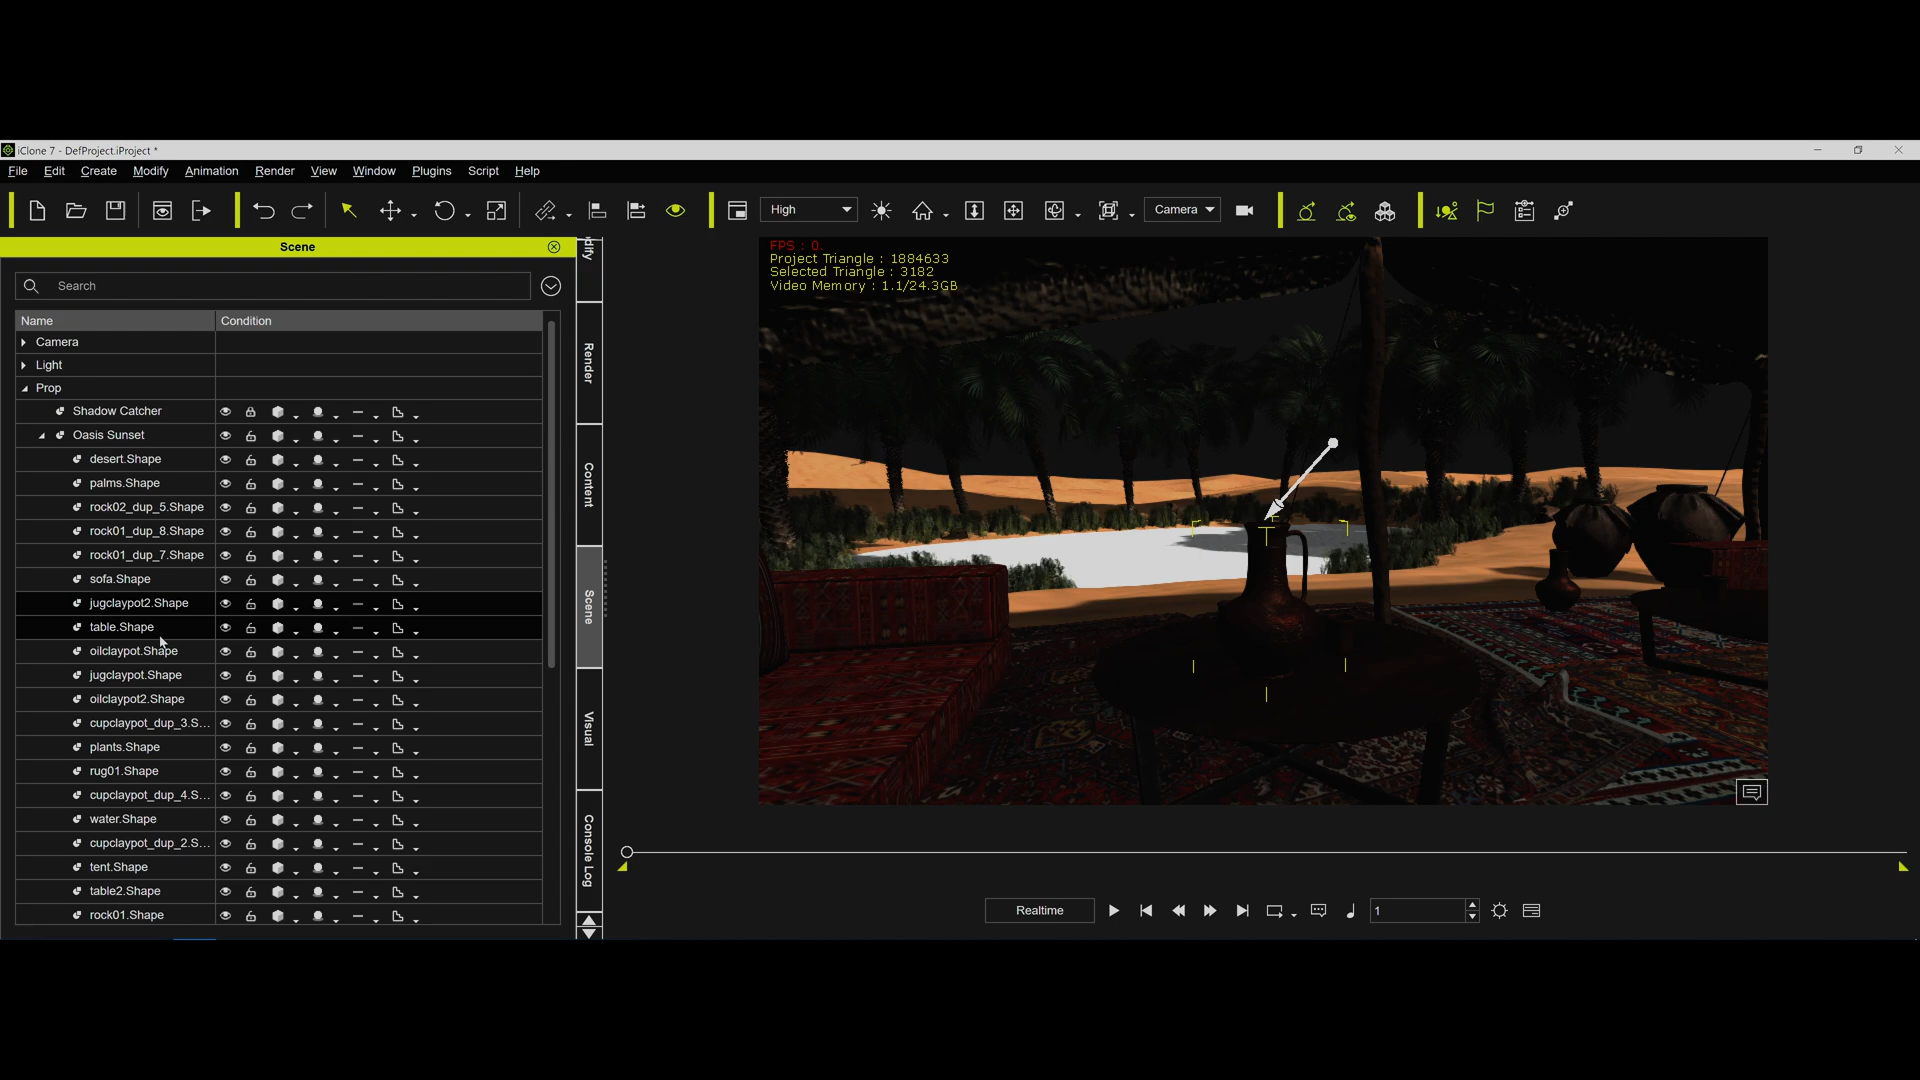 iClone 7 - DefProject.iProject *
File Edit Create Modify Animation Render View Window Plugins Script Help
High
Camera
Scene
Search
Name Condition
Camera
Light
Prop
Shadow Catcher
Oasis Sunset
desert.Shape
palms.Shape
rock02_dup_5.Shape
rock01_dup_8.Shape
rock01_dup_7.Shape
sofa.Shape
jugclaypot2.Shape
table.Shape
oilclaypot.Shape
jugclaypot.Shape
oilclaypot2.Shape
cupclaypot_dup_3.S...
plants.Shape
rug01.Shape
cupclaypot_dup_4.S...
water.Shape
cupclaypot_dup_2.S...
tent.Shape
table2.Shape
rock01.Shape
dify
Render
Content
Scene
Visual
Console Log
FPS : 0.
Project Triangle : 1884633
Selected Triangle : 3182
Video Memory : 1.1/24.3GB
Realtime
1